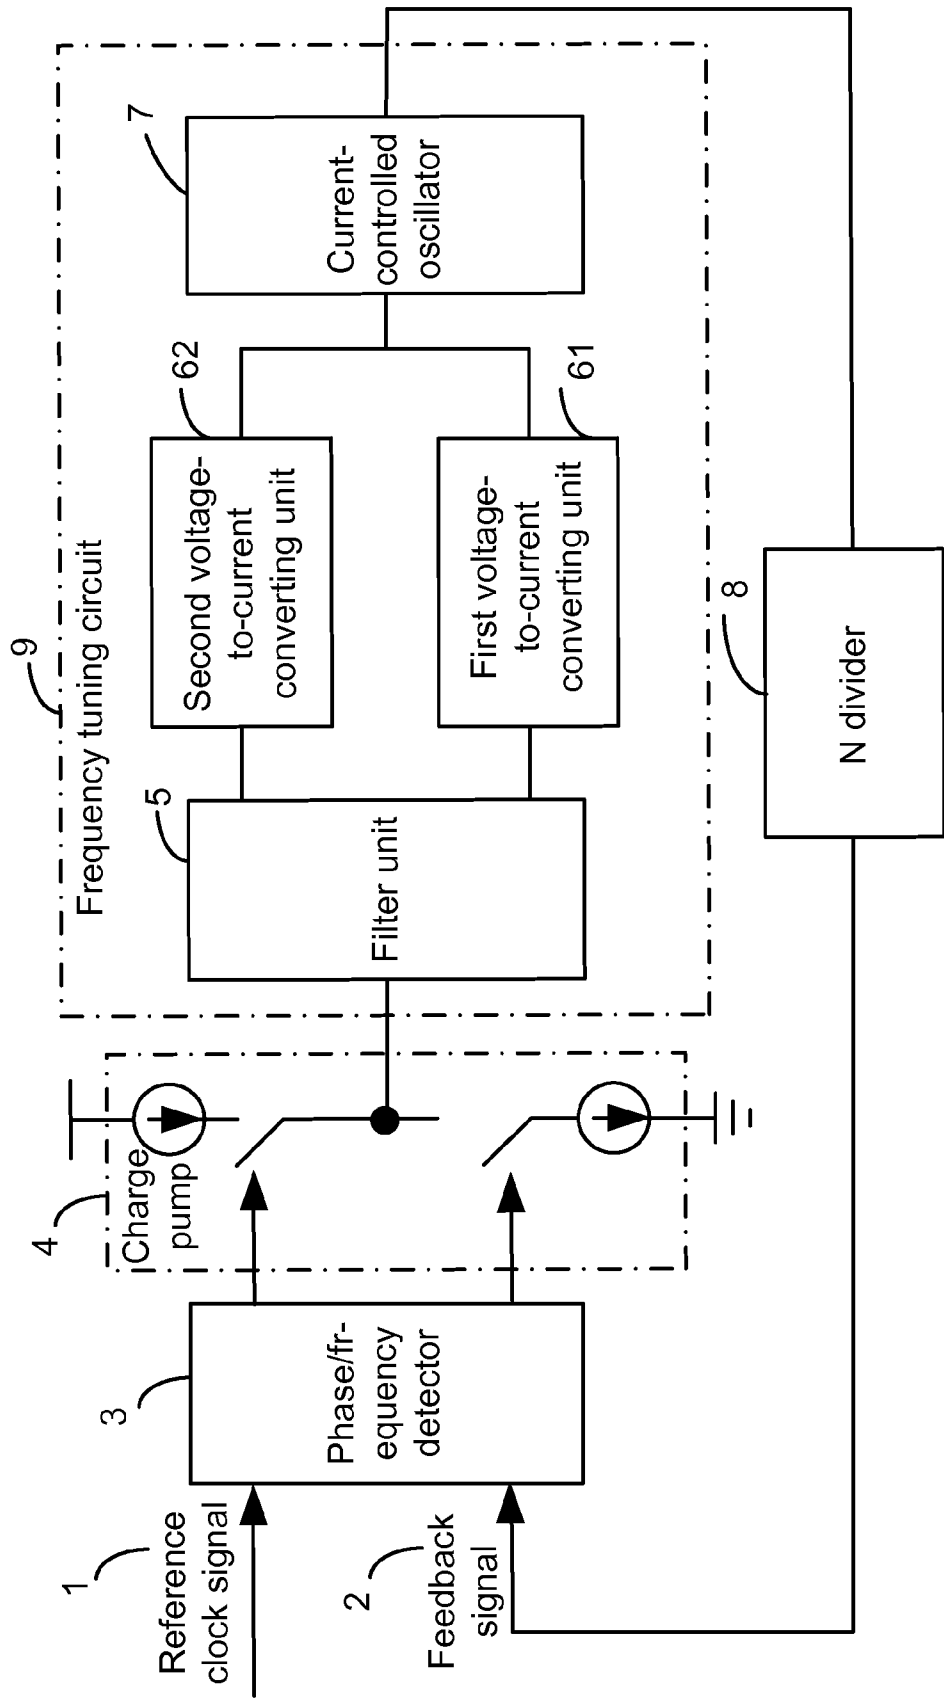 1
Reference
clock signal
2
Feedback
signal
3
Phase/fr-
equency
detector
4
Charge
pump
9
Frequency tuning circuit
5
Filter unit
62
Second voltage-
to-current
converting unit
61
First voltage-
to-current
converting unit
7
Current-
controlled
oscillator
8
N divider